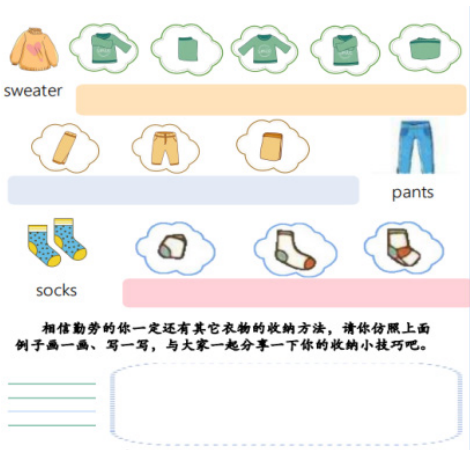 sweater
pants
socks
相信勤劳的你一定还有其它衣物的收纳方法，请你仿照上面
例子画一画、写一写，与大家一起分享一下你的收纳小技巧吧。